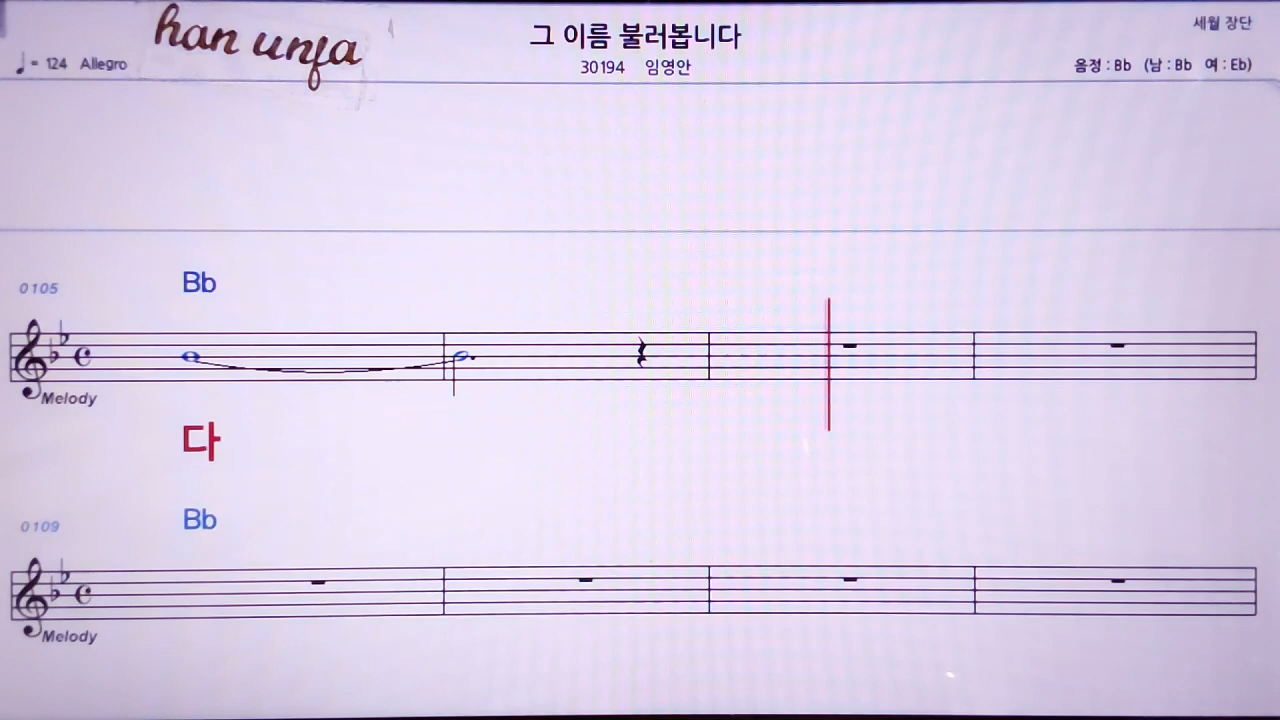 han unfa
그 이름 불러봅니다
세월 장단
♩= 124 Allegro
30194 임영안
음정 : Bb (남 : Bb 여 : Eb)
0105
Bb
Melody
다
0109
Bb
Melody